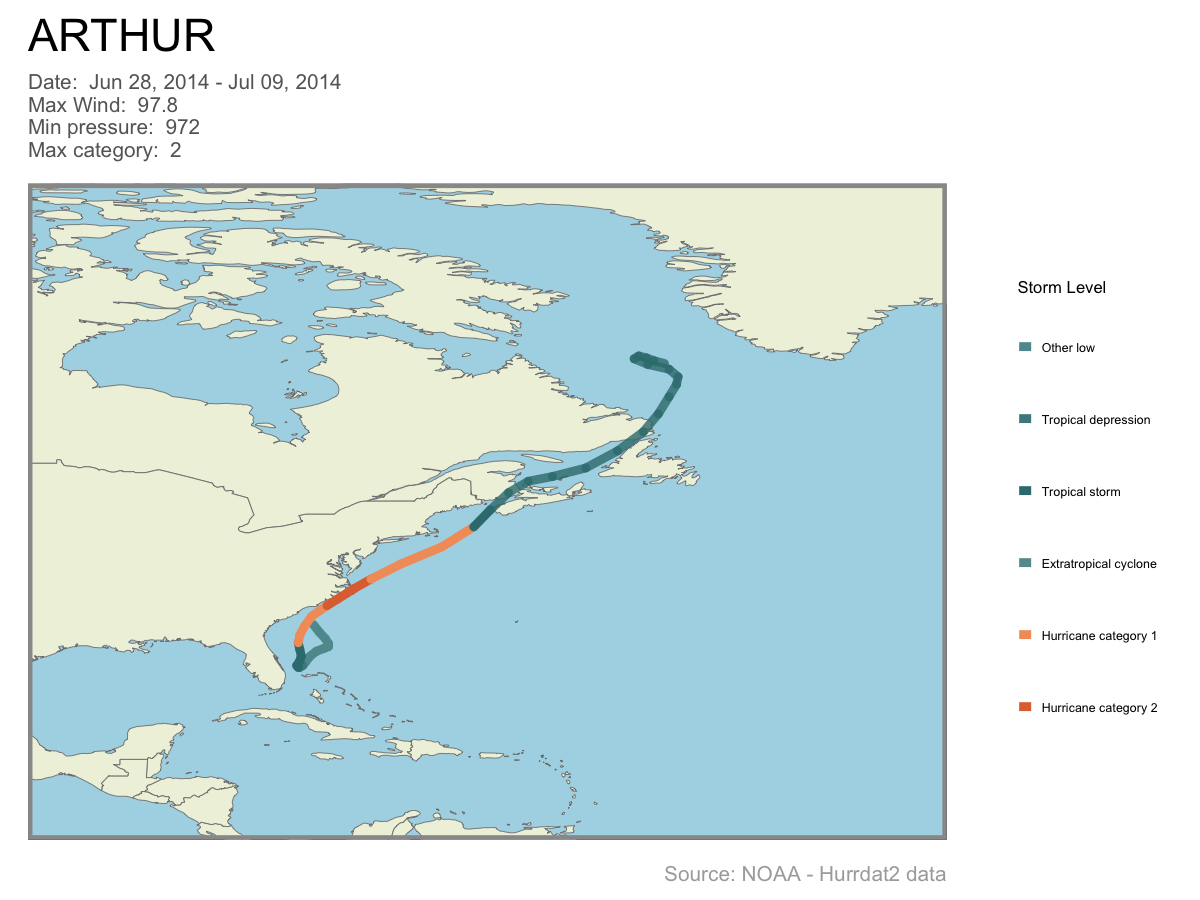 ARTHUR
Date:  Jun 28, 2014 - Jul 09, 2014
Max Wind:  97.8
Min pressure:  972
Max category:  2
Storm Level
Other low
Tropical depression
Tropical storm
Extratropical cyclone
Hurricane category 1
Hurricane category 2
Source: NOAA - Hurrdat2 data